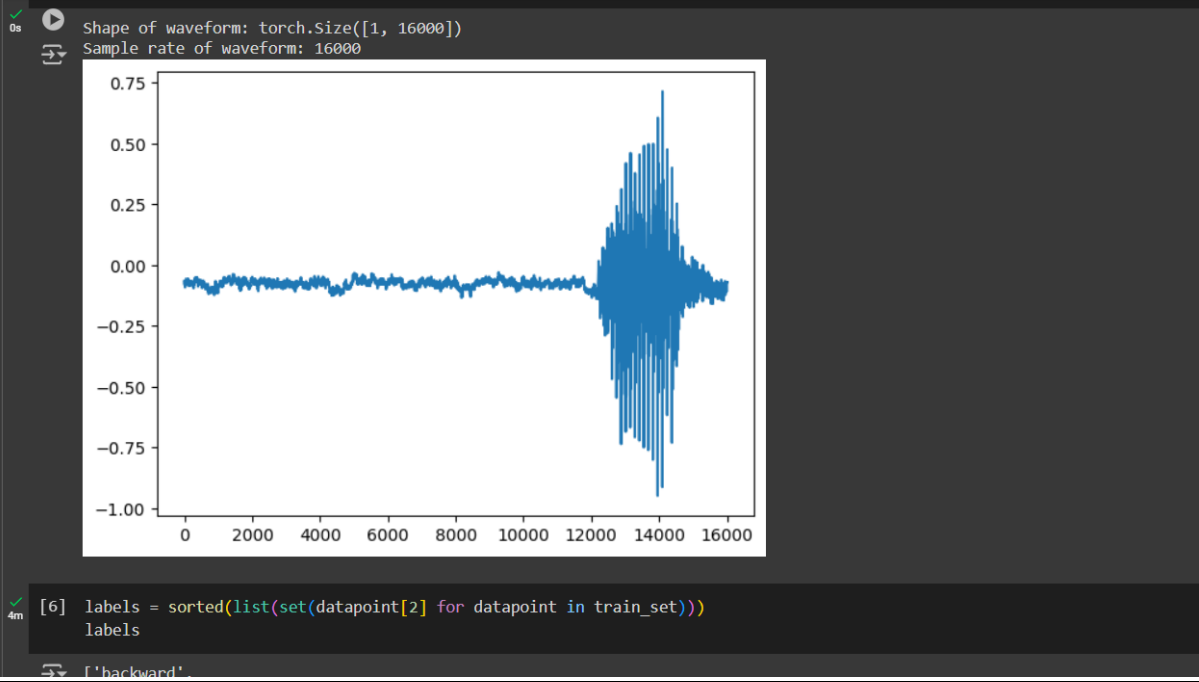 0s
Shape of waveform: torch.Size([1, 16000])
Sample rate of waveform: 16000
0.75
0.50
0.25
0.00
−0.25
−0.50
−0.75
−1.00
0 2000 4000 6000 8000 10000 12000 14000 16000
4m
[6] labels = sorted(list(set(datapoint[2] for datapoint in train_set)))
labels
['backward',